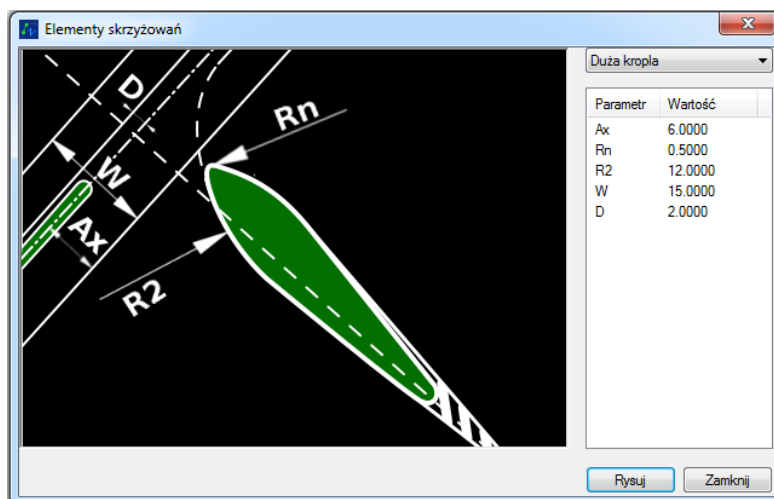 Elementy skrzyżowań
Duża kropla
Parametr Wartość
Ax 6.0000
Rn 0.5000
R2 12.0000
W 15.0000
D 2.0000
D
Rn
W
Ax
R2
Rysuj Zamknij